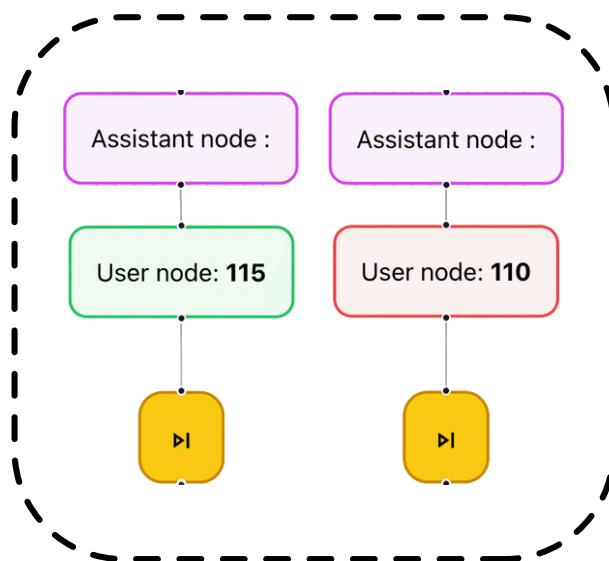 Assistant node :
Assistant node :
User node: 115
User node: 110